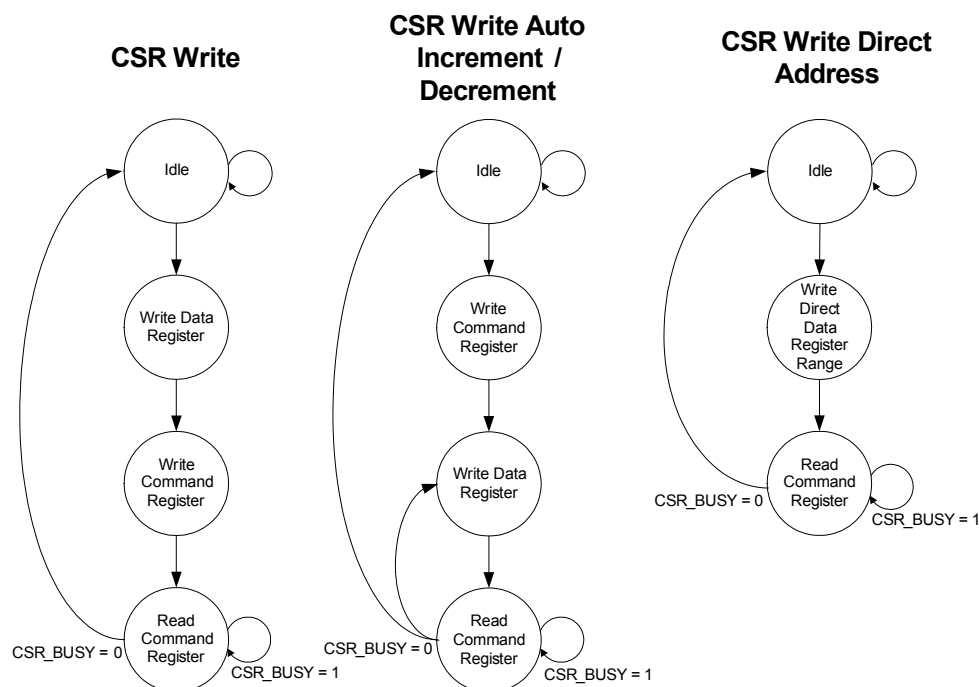 CSR Write
Idle
Write Data
Register
Write
Command
Register
Read
Command
Register
CSR_BUSY = 0
CSR_BUSY = 1
CSR Write Auto
Increment /
Decrement
Idle
Write
Command
Register
Write Data
Register
Read
Command
Register
CSR_BUSY = 0
CSR_BUSY = 1
CSR Write Direct
Address
Idle
Write
Direct
Data
Register
Range
Read
Command
Register
CSR_BUSY = 0
CSR_BUSY = 1